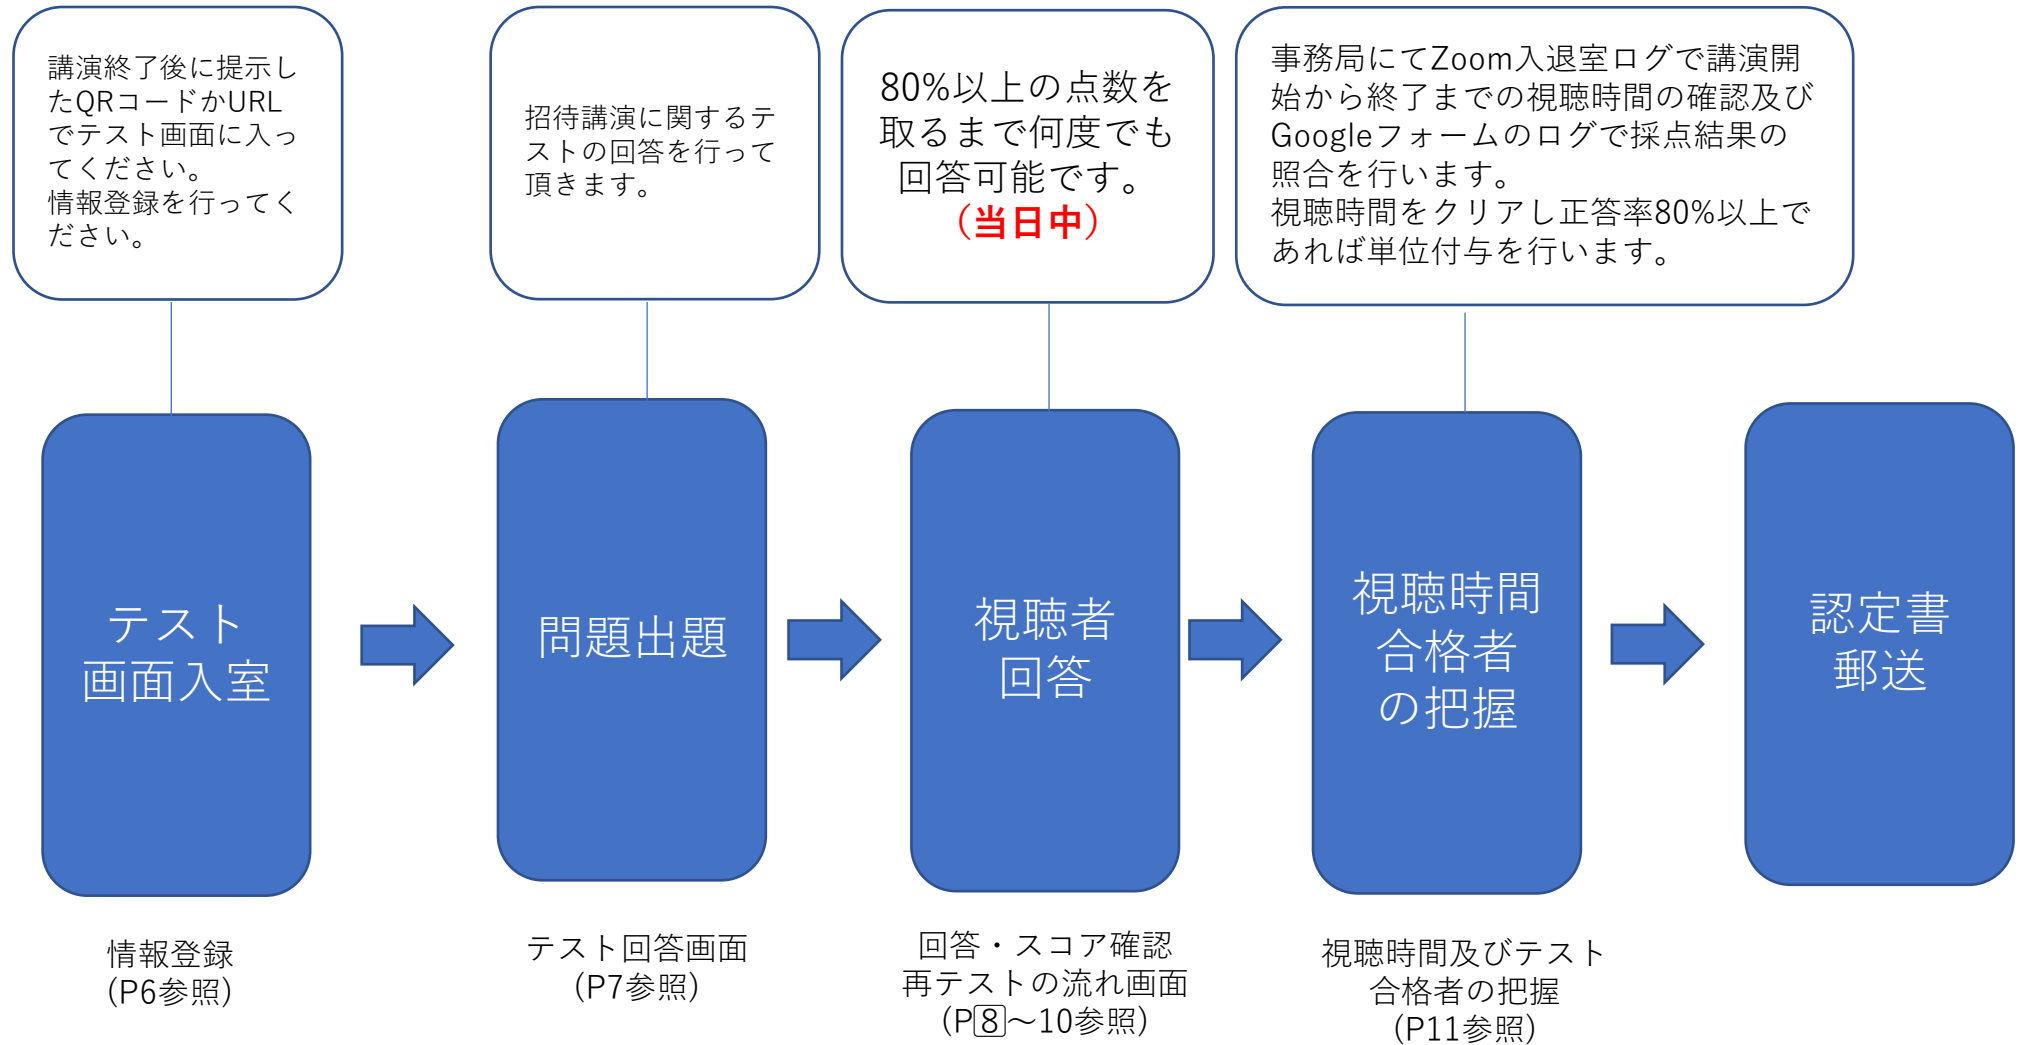 講演終了後に提示し
たQRコードかURL
でテスト画面に入っ
てください。
情報登録を行ってく
ださい。
招待講演に関するテ
ストの回答を行って
頂きます。
80%以上の点数を
取るまで何度でも
回答可能です。
（当日中）
事務局にてZoom入退室ログで講演開
始から終了までの視聴時間の確認及び
Googleフォームのログで採点結果の
照合を行います。
視聴時間をクリアし正答率80%以上で
あれば単位付与を行います。
テスト
画面入室
問題出題
視聴者
回答
視聴時間
合格者
の把握
認定書
郵送
情報登録
（P6参照）
テスト回答画面
（P7参照）
回答・スコア確認
再テストの流れ画面
（P8～10参照）
視聴時間及びテスト
合格者の把握
（P11参照）